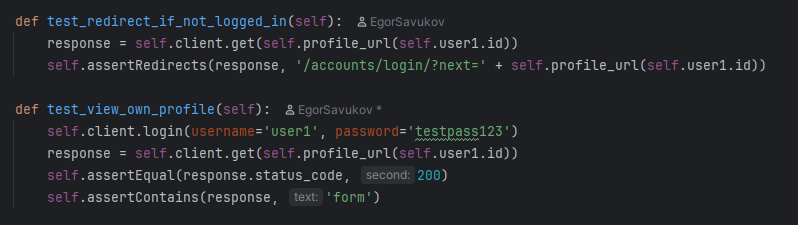 def test_redirect_if_not_logged_in(self): EgorSavukov
    response = self.client.get(self.profile_url(self.user1.id))
    self.assertRedirects(response, '/accounts/login/?next=' + self.profile_url(self.user1.id))

def test_view_own_profile(self): EgorSavukov *
    self.client.login(username='user1', password='testpass123')
    response = self.client.get(self.profile_url(self.user1.id))
    self.assertEqual(response.status_code, second: 200)
    self.assertContains(response, text: 'form')